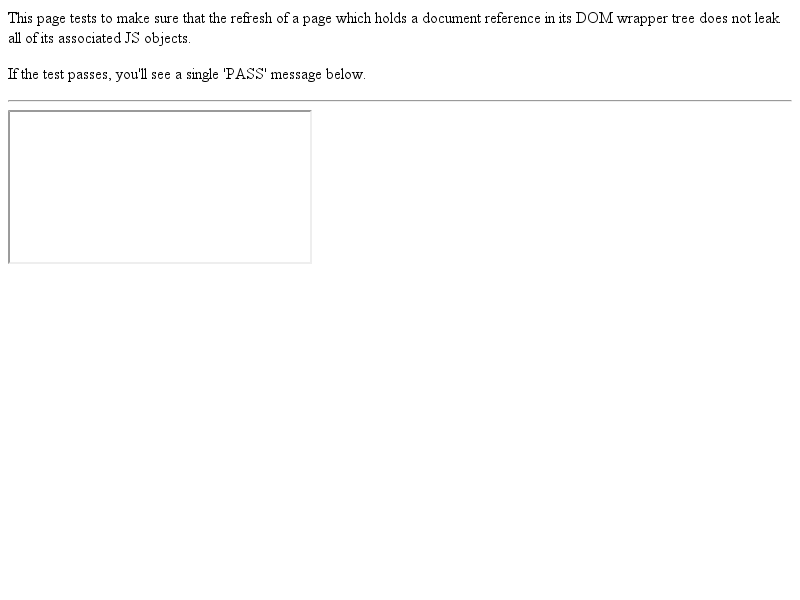 This page tests to make sure that the refresh of a page which holds a document reference in its DOM wrapper tree does not leak
all of its associated JS objects.
If the test passes, you'll see a single 'PASS' message below.